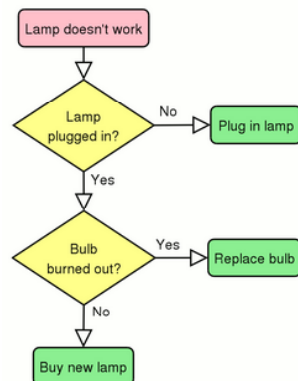 Lamp doesn't work
Lamp
plugged in?
No
Plug in lamp
Yes
Bulb
burned out?
Yes
Replace bulb
No
Buy new lamp